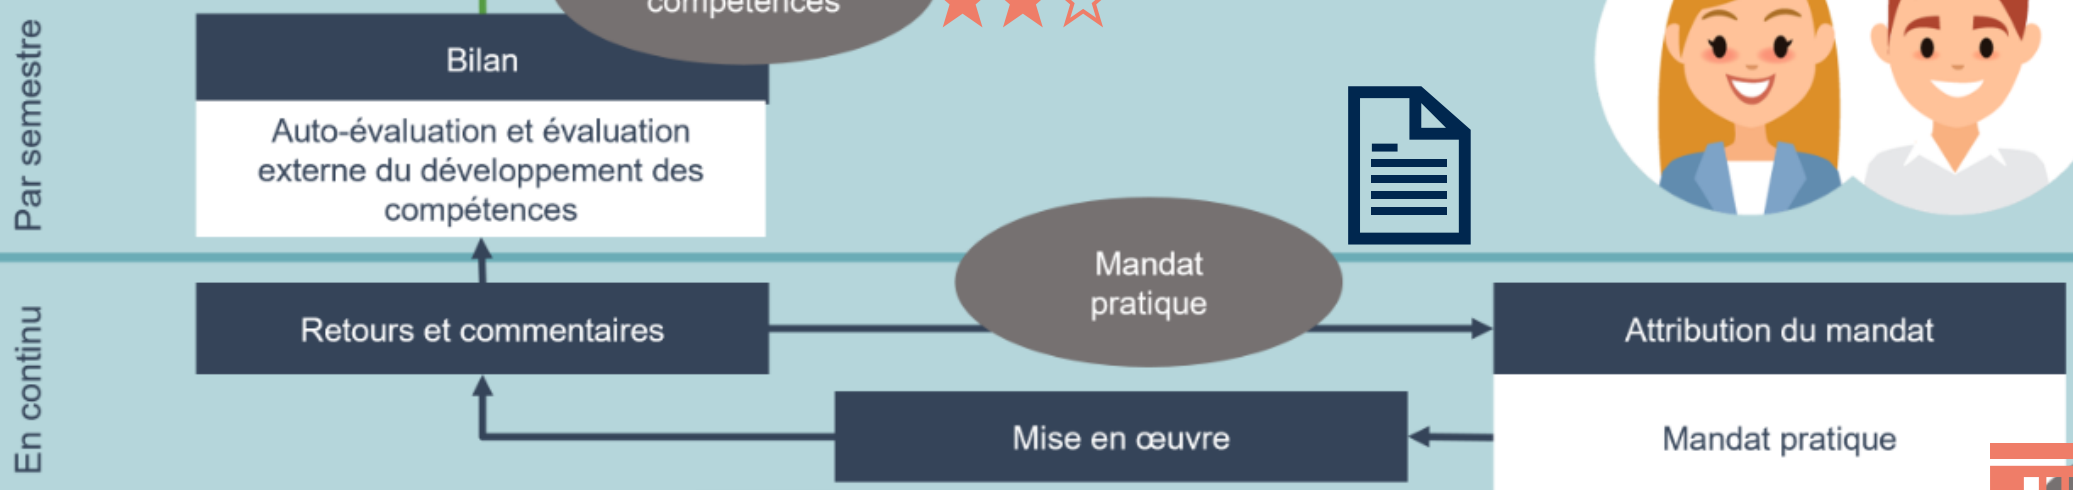 compétences
Par semestre
Bilan
Auto-évaluation et évaluation
externe du développement des
compétences
Mandat
pratique
En continu
Retours et commentaires
Attribution du mandat
Mise en œuvre
Mandat pratique